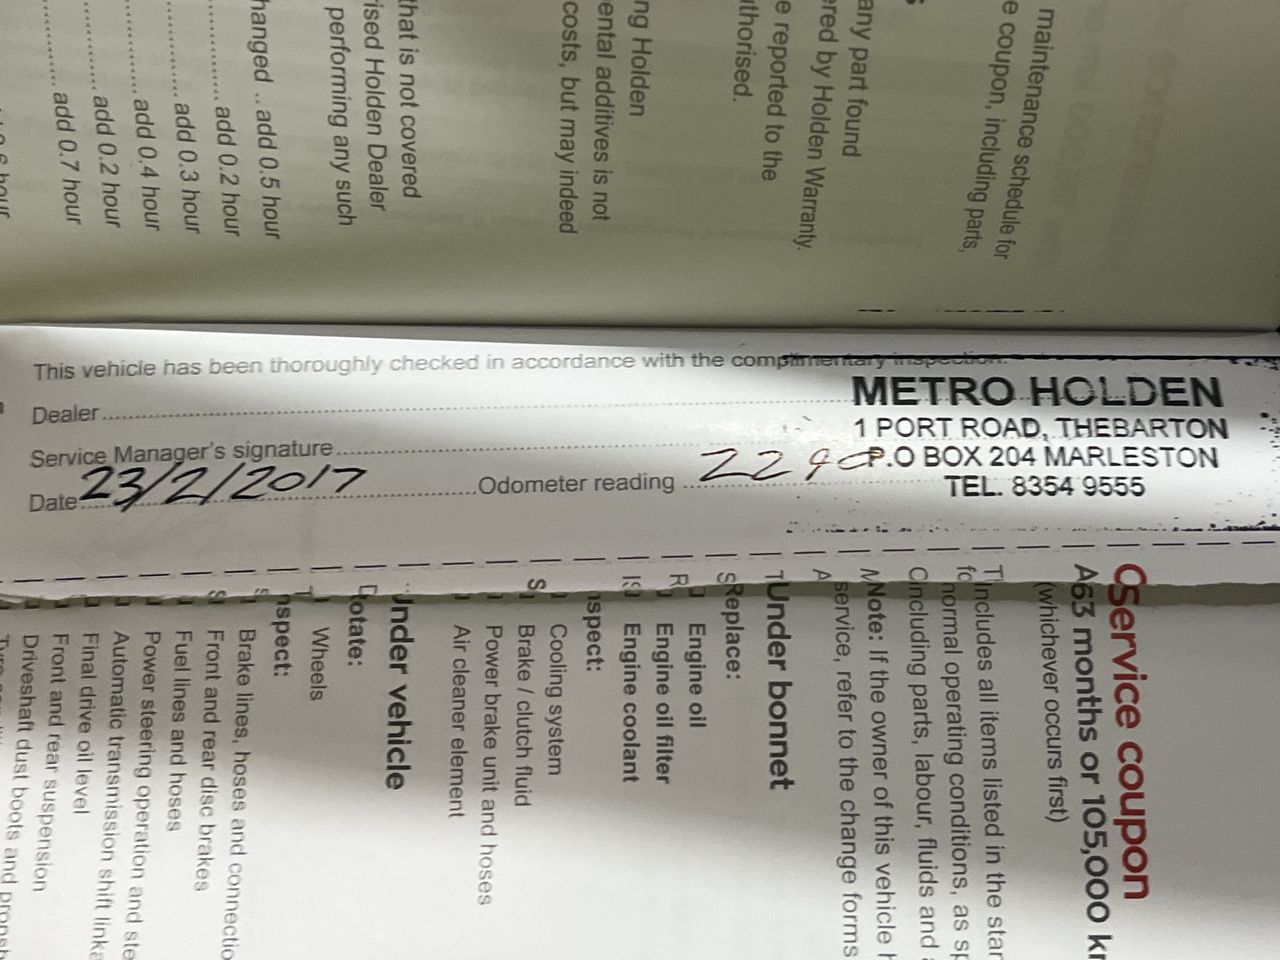 maintenance schedule for
e coupon, including parts,
any part found
ered by Holden Warranty.
e reported to the
thorised.
ng Holden
ental additives is not
costs, but may indeed
that is not covered
ised Holden Dealer
performing any such
hanged .. add 0.5 hour
add 0.2 hour
add 0.3 hour
add 0.4 hour
add 0.2 hour
add 0.7 hour
This vehicle has been thoroughly checked in accordance with the complimentary inspection.
Dealer
METRO HOLDEN
1 PORT ROAD, THEBARTON
P.O BOX 204 MARLESTON
TEL. 8354 9555
Service Manager's signature
Date 23/2/2017 Odometer reading
Service coupon
63 months or 105,000 k
(whichever occurs first)
Includes all items listed in the star
normal operating conditions, as sp
including parts, labour, fluids and
Note: If the owner of this vehicle h
service, refer to the change forms
Under bonnet
Replace:
Engine oil
Engine oil filter
Engine coolant
nspect:
Cooling system
Brake / clutch fluid
Power brake unit and hoses
Air cleaner element
Under vehicle
otate:
Wheels
nspect:
Brake lines, hoses and connectio
Front and rear disc brakes
Fuel lines and hoses
Power steering operation and ste
Automatic transmission shift linka
Final drive oil level
Front and rear suspension
Driveshaft dust boots and